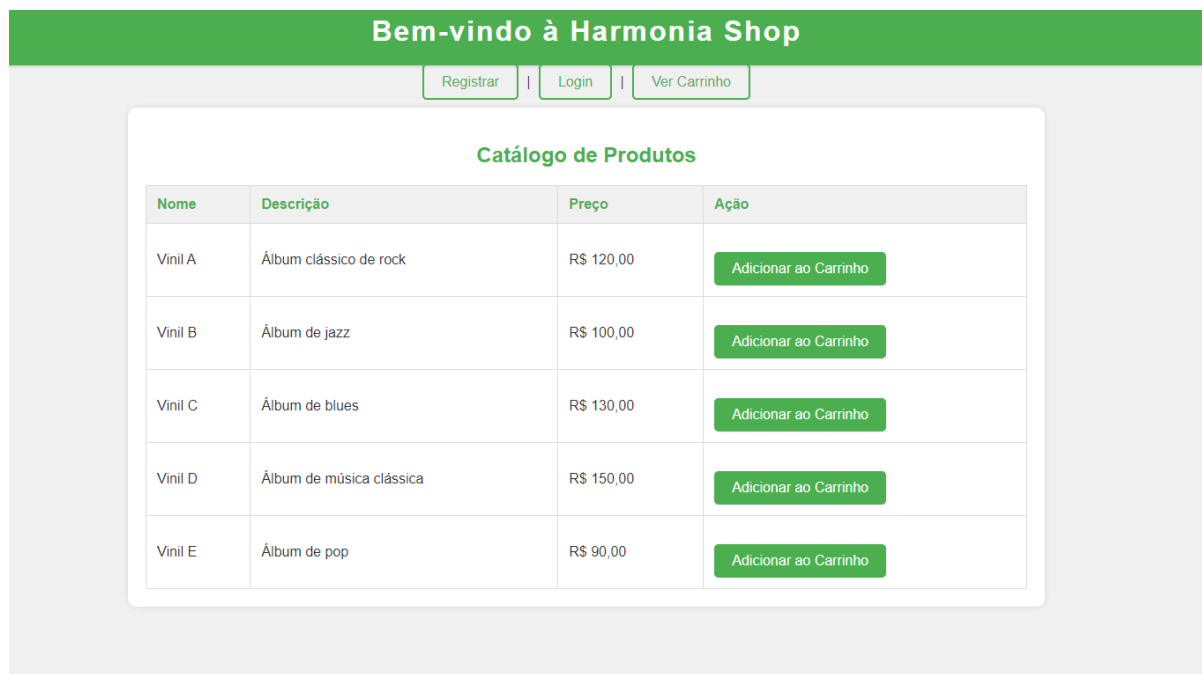 Bem-vindo à Harmonia Shop
Registrar | Login | Ver Carrinho
Catálogo de Produtos
Nome Descrição Preço Ação
Vinil A Álbum clássico de rock R$ 120,00 Adicionar ao Carrinho
Vinil B Álbum de jazz R$ 100,00 Adicionar ao Carrinho
Vinil C Álbum de blues R$ 130,00 Adicionar ao Carrinho
Vinil D Álbum de música clássica R$ 150,00 Adicionar ao Carrinho
Vinil E Álbum de pop R$ 90,00 Adicionar ao Carrinho